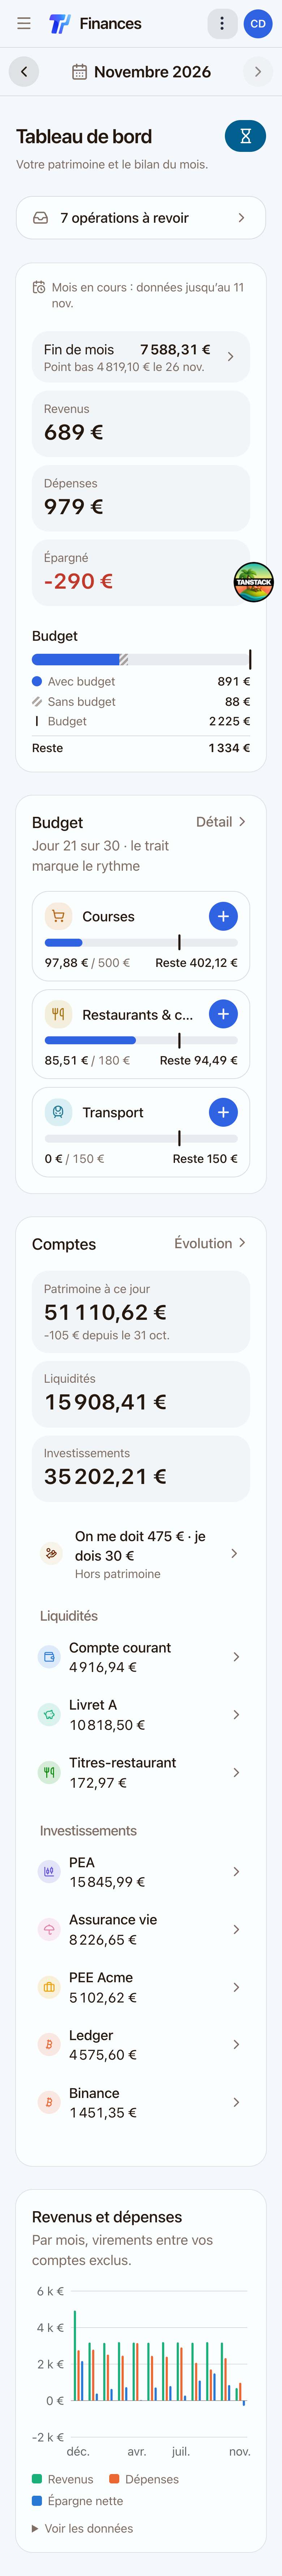 Finances
CD
Novembre 2026
Tableau de bord
Votre patrimoine et le bilan du mois.
7 opérations à revoir
Mois en cours : données jusqu'au 11
nov.
Fin de mois 7 588,31 €
Point bas 4 819,10 € le 26 nov.
Revenus
689 €
Dépenses
979 €
Épargné
-290 €
TANSTACK
Budget
Avec budget 891 €
Sans budget 88 €
Budget 2 225 €
Reste 1 334 €
Budget Détail
Jour 21 sur 30 · le trait
marque le rythme
Courses
97,88 € / 500 € Reste 402,12 €
Restaurants & c...
85,51 € / 180 € Reste 94,49 €
Transport
0 € / 150 € Reste 150 €
Comptes Évolution
Patrimoine à ce jour
51 110,62 €
-105 € depuis le 31 oct.
Liquidités
15 908,41 €
Investissements
35 202,21 €
On me doit 475 € · je
dois 30 €
Hors patrimoine
Liquidités
Compte courant
4 916,94 €
Livret A
10 818,50 €
Titres-restaurant
172,97 €
Investissements
PEA
15 845,99 €
Assurance vie
8 226,65 €
PEE Acme
5 102,62 €
Ledger
4 575,60 €
Binance
1 451,35 €
Revenus et dépenses
Par mois, virements entre vos
comptes exclus.
6 k €
4 k €
2 k €
0 €
-2 k €
déc. avr. juil. nov.
Revenus Dépenses
Épargne nette
Voir les données